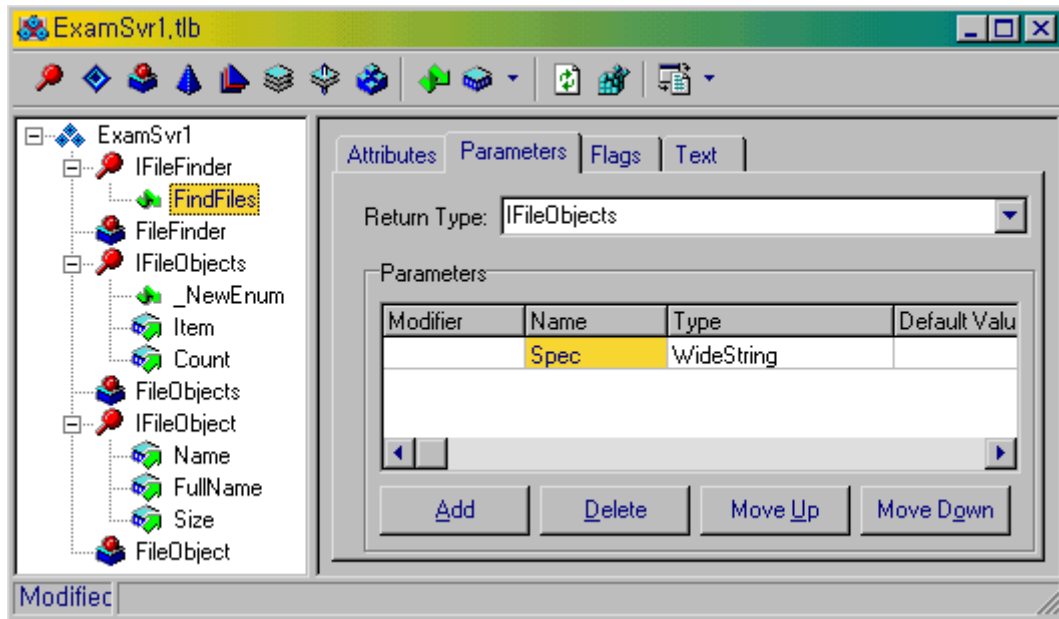 ExamSvr1.tlb
ExamSvr1
IFileFinder
FindFiles
FileFinder
IFileObjects
_NewEnum
Item
Count
FileObjects
IFileObject
Name
FullName
Size
FileObject
Attributes Parameters Flags Text
Return Type: IFileObjects
Parameters
Modifier Name Type Default Valu
Spec WideString
Add Delete Move Up Move Down
Modifiec